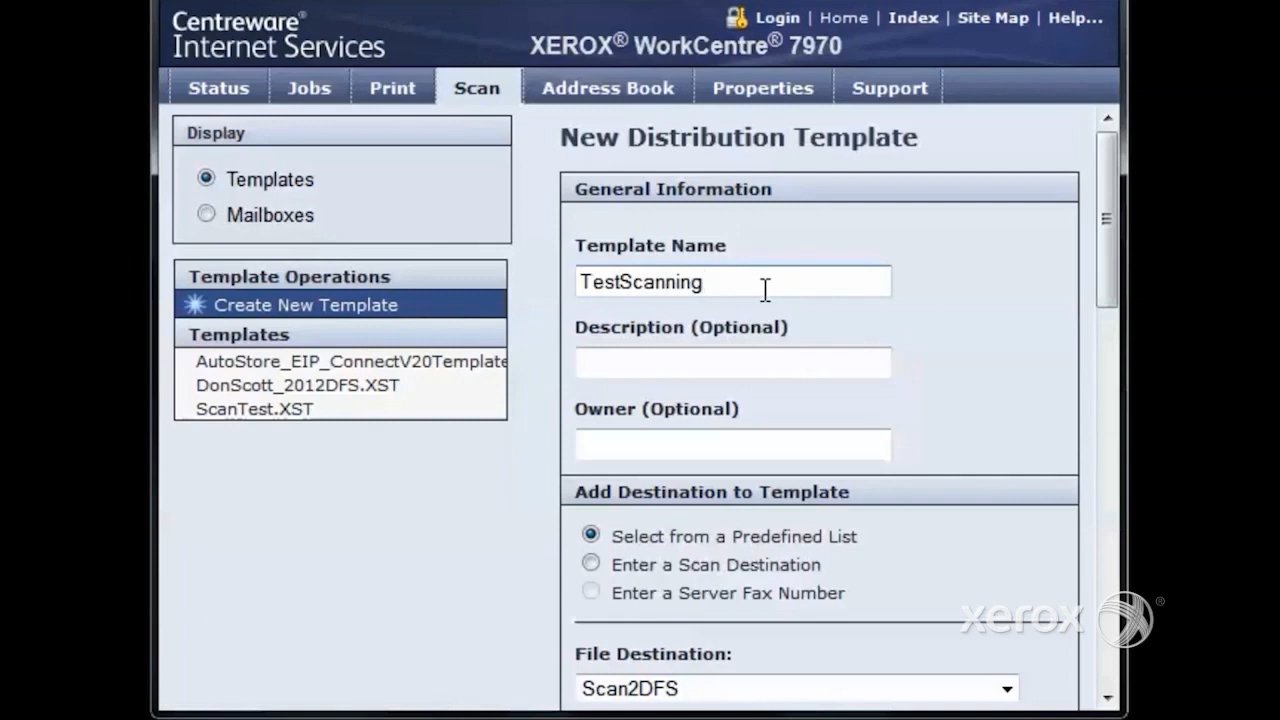 Centreware®
Internet Services
Login | Home | Index | Site Map | Help...
XEROX® WorkCentre® 7970
Status
Jobs
Print
Scan
Address Book
Properties
Support
Display
Templates
Mailboxes
Template Operations
Create New Template
Templates
AutoStore_EIP_ConnectV20Template
DonScott_2012DFS.XST
ScanTest.XST
New Distribution Template
General Information
Template Name
TestScanning
Description (Optional)
Owner (Optional)
Add Destination to Template
Select from a Predefined List
Enter a Scan Destination
Enter a Server Fax Number
File Destination:
Scan2DFS
xerox®